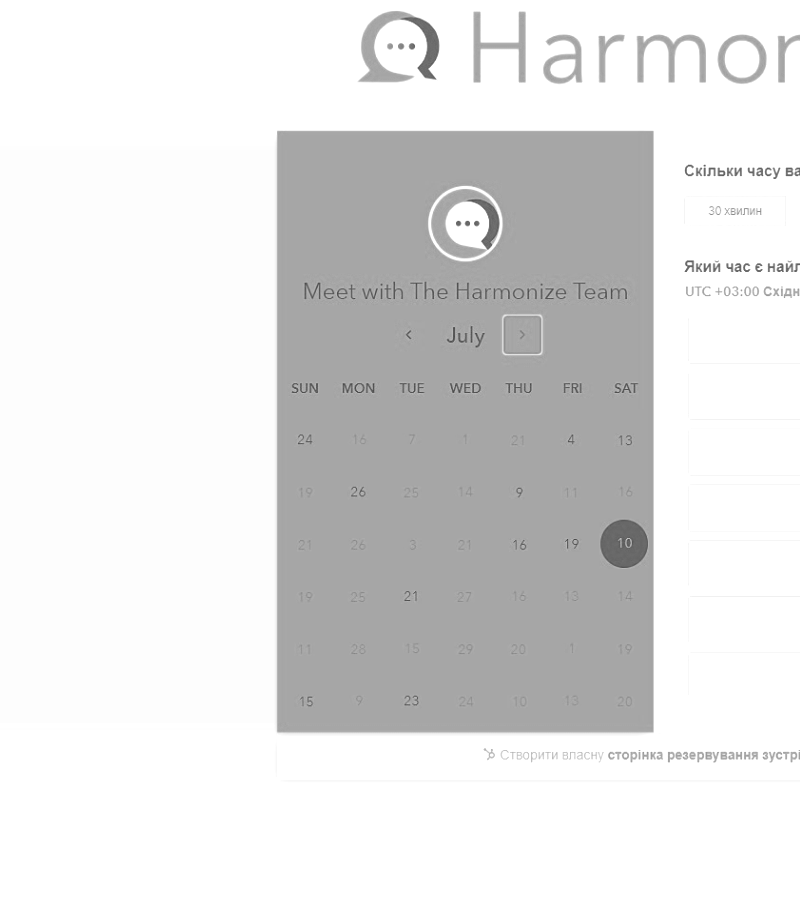 Harmon
Meet with The Harmonize Team
July
SUN MON TUE WED THU FRI SAT
24 16 7 1 21 4 13
19 26 25 14 9 11 16
21 26 3 21 16 19 10
19 25 21 27 16 13 14
11 28 15 29 20 1 19
15 9 23 24 10 13 20
Скільки часу ва
30 хвилин
Який час є найл
UTC +03:00 Східн
Створити власну сторінка резервування зустрі